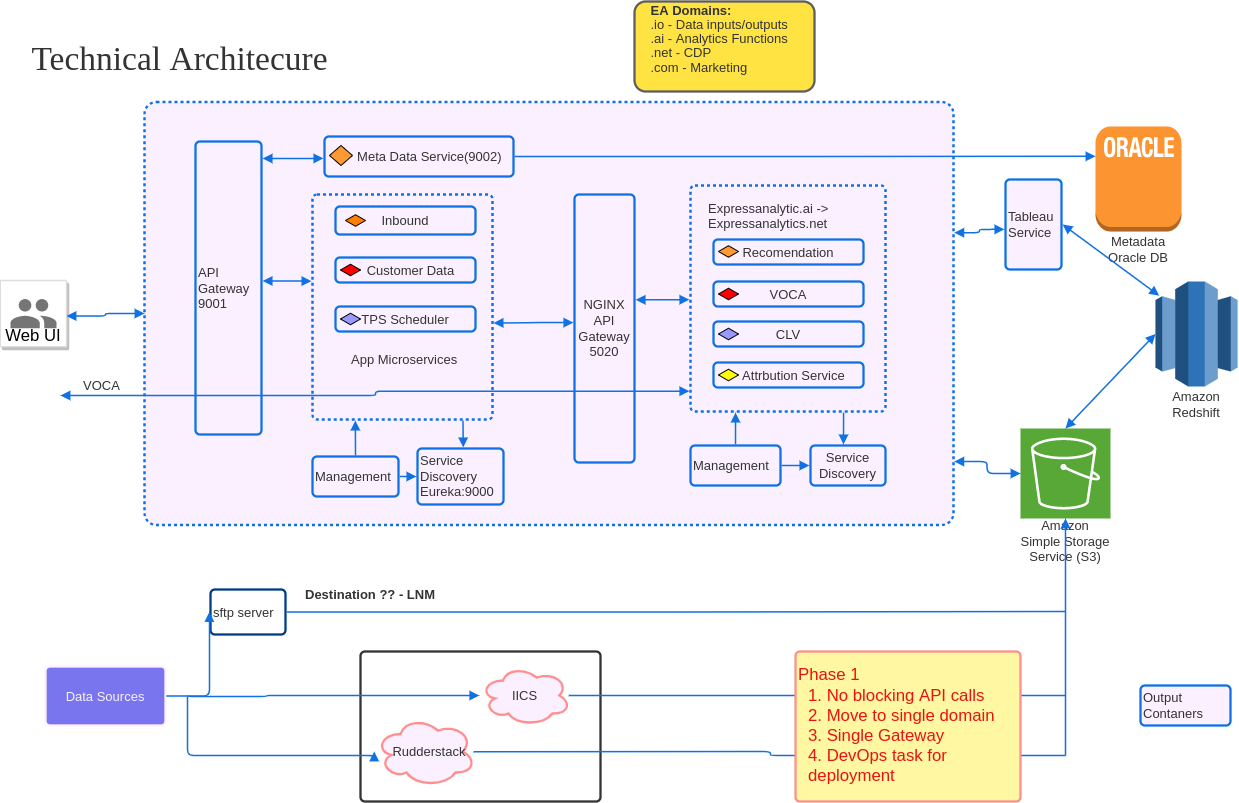 EA Domains:
.io - Data inputs/outputs
.ai - Analytics Functions
.net - CDP
.com - Marketing
Technical Architecure
Meta Data Service(9002)
ORACLE
Metadata
Oracle DB
Tableau
Service
Inbound
Customer Data
TPS Scheduler
App Microservices
API
Gateway
9001
NGINX
API
Gateway
5020
Expressanalytic.ai ->
Expressanalytics.net
Recomendation
VOCA
CLV
Attrbution Service
Web UI
VOCA
Amazon
Redshift
Management
Service
Discovery
Eureka:9000
Management
Service
Discovery
Amazon
Simple Storage
Service (S3)
Destination ?? - LNM
sftp server
Data Sources
IICS
Rudderstack
Phase 1
1. No blocking API calls
2. Move to single domain
3. Single Gateway
4. DevOps task for
deployment
Output
Contaners